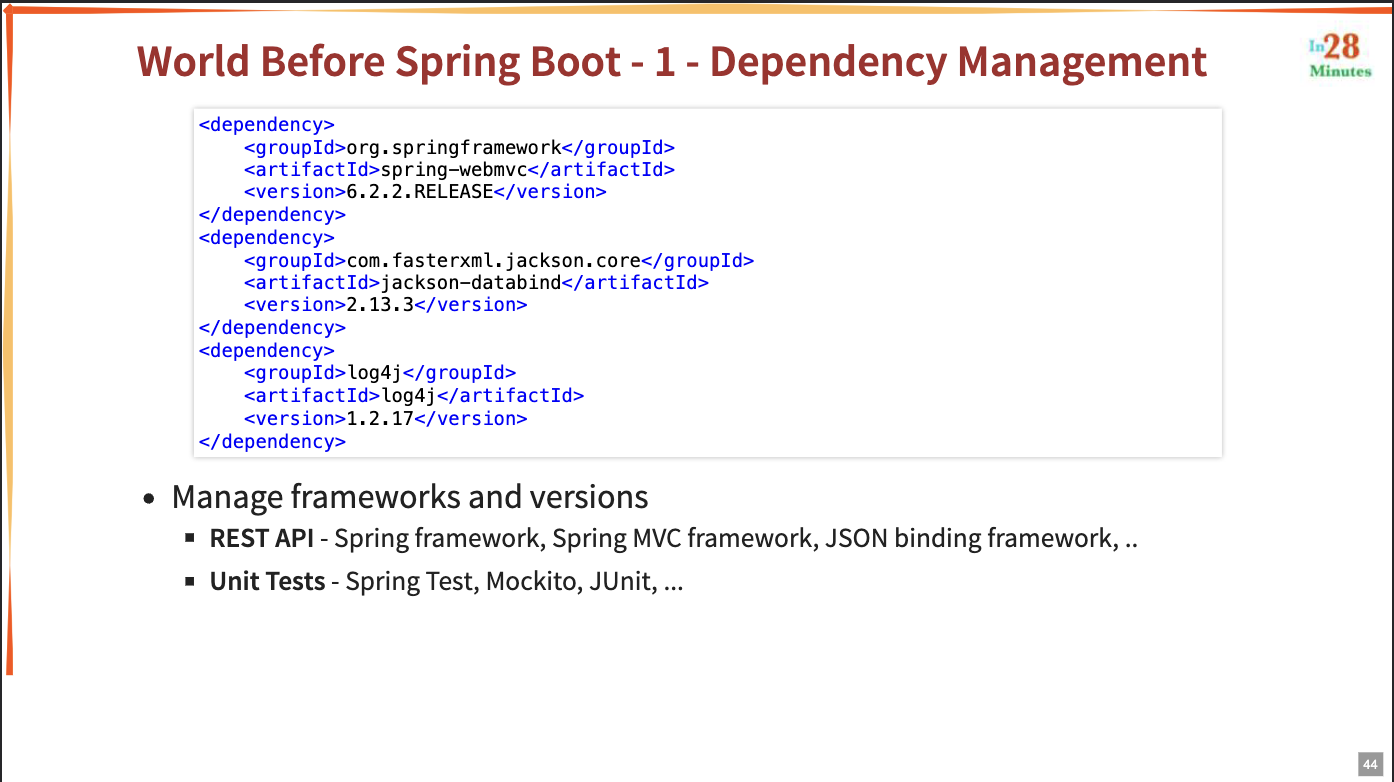 World Before Spring Boot - 1 - Dependency Management
In28
Minutes
<dependency>
    <groupId>org.springframework</groupId>
    <artifactId>spring-webmvc</artifactId>
    <version>6.2.2.RELEASE</version>
</dependency>
<dependency>
    <groupId>com.fasterxml.jackson.core</groupId>
    <artifactId>jackson-databind</artifactId>
    <version>2.13.3</version>
</dependency>
<dependency>
    <groupId>log4j</groupId>
    <artifactId>log4j</artifactId>
    <version>1.2.17</version>
</dependency>
• Manage frameworks and versions
▪ REST API - Spring framework, Spring MVC framework, JSON binding framework, ..
▪ Unit Tests - Spring Test, Mockito, JUnit, ...
44